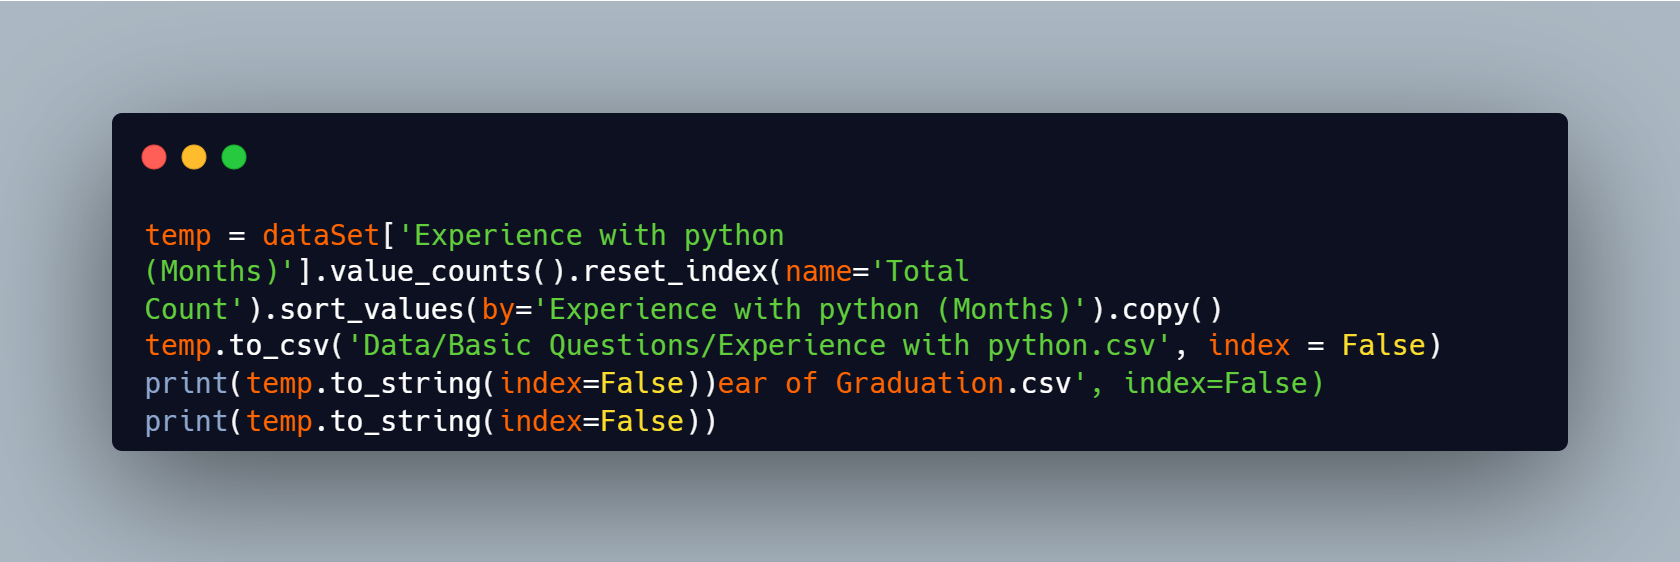 temp = dataSet['Experience with python
(Months)'].value_counts().reset_index(name='Total
Count').sort_values(by='Experience with python (Months)').copy()
temp.to_csv('Data/Basic Questions/Experience with python.csv', index = False)
print(temp.to_string(index=False))ear of Graduation.csv', index=False)
print(temp.to_string(index=False))